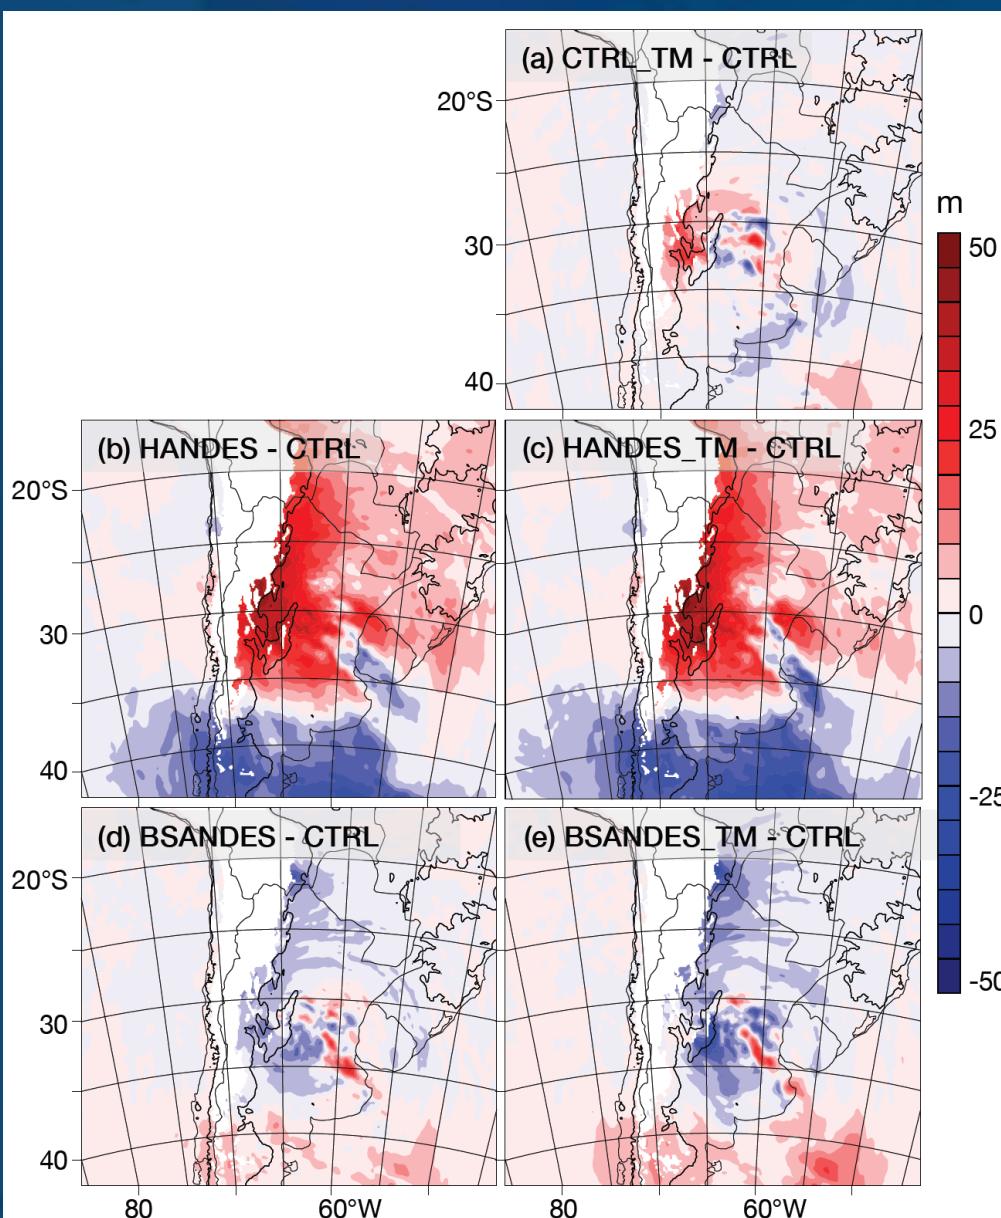 (a) CTRL_TM - CTRL
20°S
30
40
m
50
25
0
-25
-50
(b) HANDES - CTRL
(c) HANDES_TM - CTRL
20°S
30
40
(d) BSANDES - CTRL
(e) BSANDES_TM - CTRL
20°S
30
40
80
60°W
80
60°W